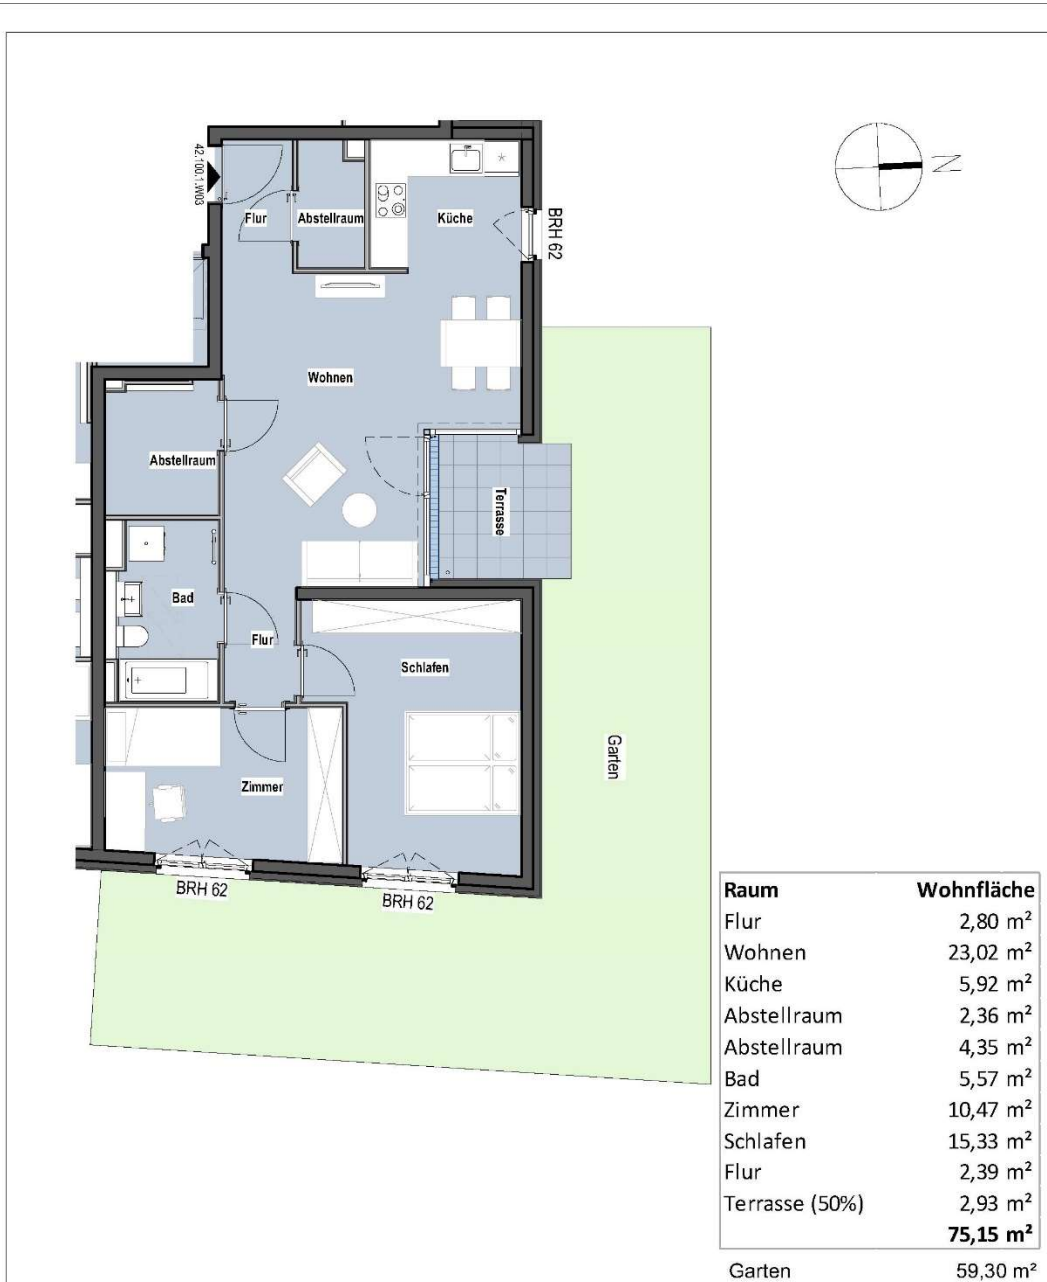 42.100.1.W03
Flur
Abstellraum
Küche
BRH 62
N
Wohnen
Abstellraum
Terrasse
Bad
Flur
Schlafen
Garten
Zimmer
BRH 62
BRH 62
Raum Wohnfläche
Flur 2,80 m²
Wohnen 23,02 m²
Küche 5,92 m²
Abstellraum 2,36 m²
Abstellraum 4,35 m²
Bad 5,57 m²
Zimmer 10,47 m²
Schlafen 15,33 m²
Flur 2,39 m²
Terrasse (50%) 2,93 m²
75,15 m²
Garten 59,30 m²